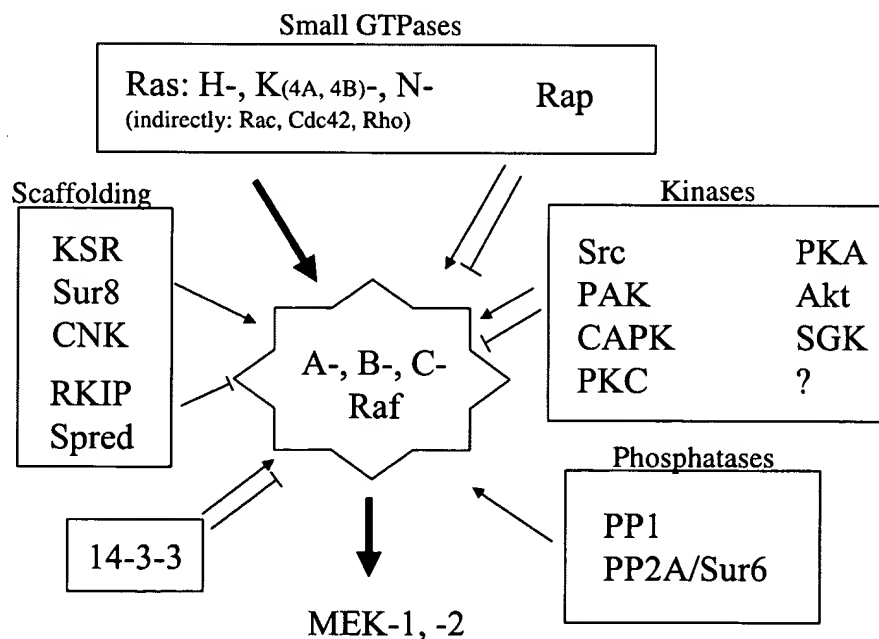 Small GTPases
Ras: H-, K(4A, 4B)-, N-
(indirectly: Rac, Cdc42, Rho)
Rap
Scaffolding
KSR
Sur8
CNK
RKIP
Spred
Kinases
Src
PAK
CAPK
PKC
PKA
Akt
SGK
?
A-, B-, C-
Raf
14-3-3
Phosphatases
PP1
PP2A/Sur6
MEK-1, -2